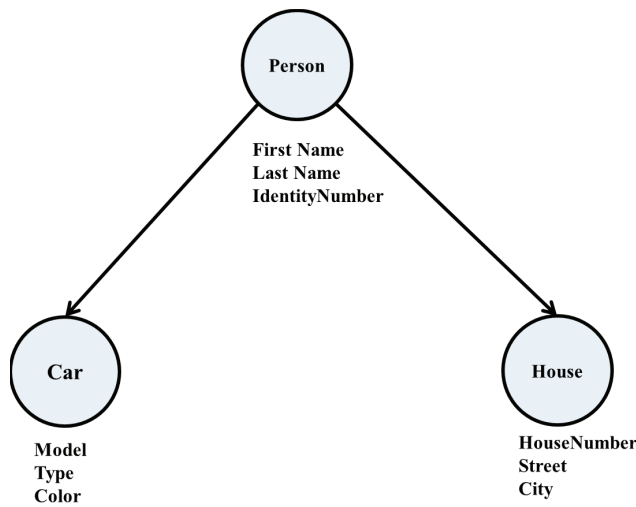 Person
First Name
Last Name
IdentityNumber
Car
Model
Type
Color
House
HouseNumber
Street
City